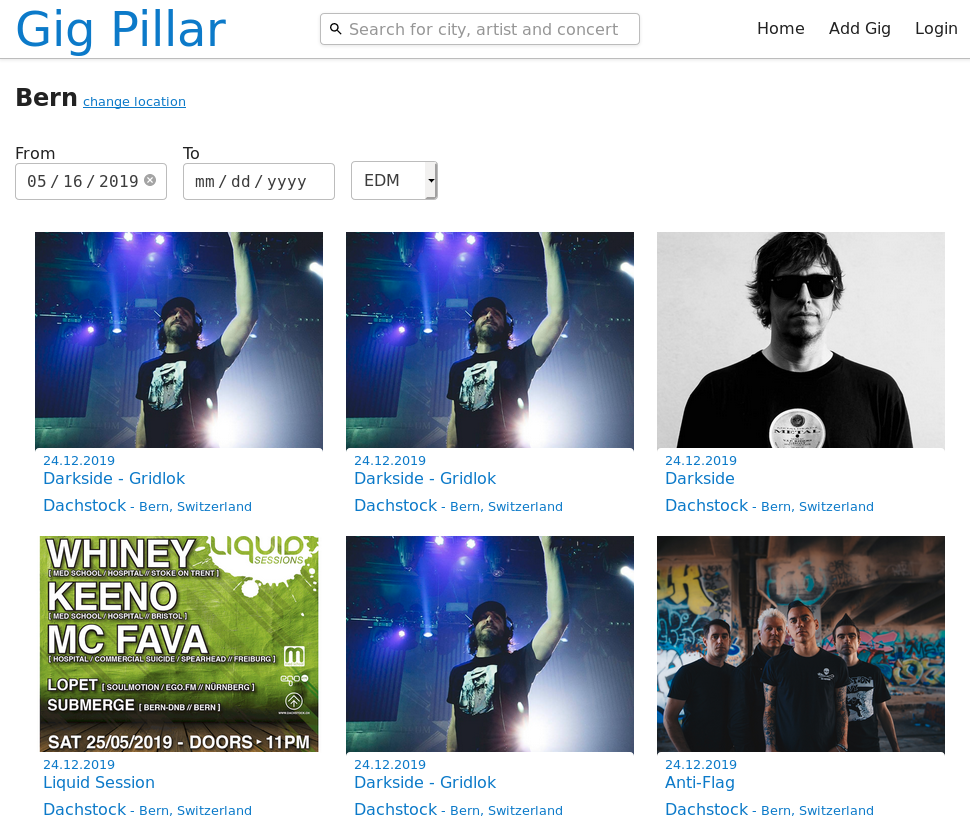 Gig Pillar
Search for city, artist and concert
Home Add Gig Login
Bern change location
From To
05 / 16 / 2019 mm / dd / yyyy EDM
24.12.2019
Darkside - Gridlok
Dachstock - Bern, Switzerland
24.12.2019
Darkside - Gridlok
Dachstock - Bern, Switzerland
METAL
24.12.2019
Darkside
Dachstock - Bern, Switzerland
WHINEY
LIQUID
SESSIONS
[ MED SCHOOL / HOSPITAL // STOKE ON TRENT ]
KEENO
[ MED SCHOOL / HOSPITAL // BRISTOL ]
MC FAVA
[ HOSPITAL / COMMERCIAL SUICIDE / SPEARHEAD // FREIBURG ]
LOPET [ SOULMOTION / EGO.FM // NÜRNBERG ]
ego
SUBMERGE [ BERN-DNB // BERN ]
SAT 25/05/2019 - DOORS ▸ 11PM
24.12.2019
Liquid Session
Dachstock - Bern, Switzerland
24.12.2019
Darkside - Gridlok
Dachstock - Bern, Switzerland
24.12.2019
Anti-Flag
Dachstock - Bern, Switzerland